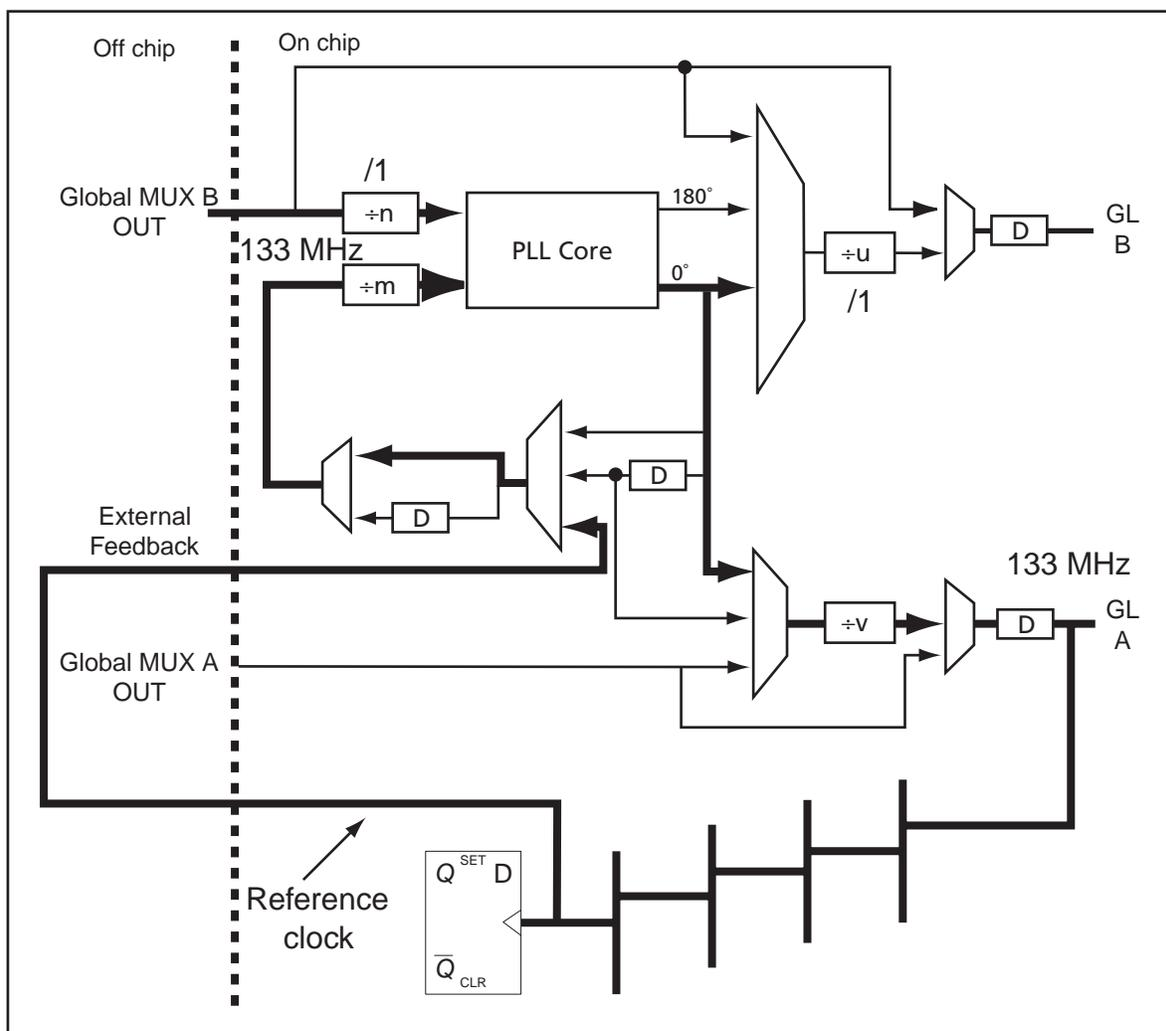 Off chip
On chip
/1
Global MUX B
OUT
÷n
180°
GL
B
D
133 MHz
PLL Core
÷u
÷m
0°
/1
D
D
External
Feedback
133 MHz
GL
A
÷v
D
Global MUX A
OUT
Q SET D
Reference
clock
Q̅ CLR